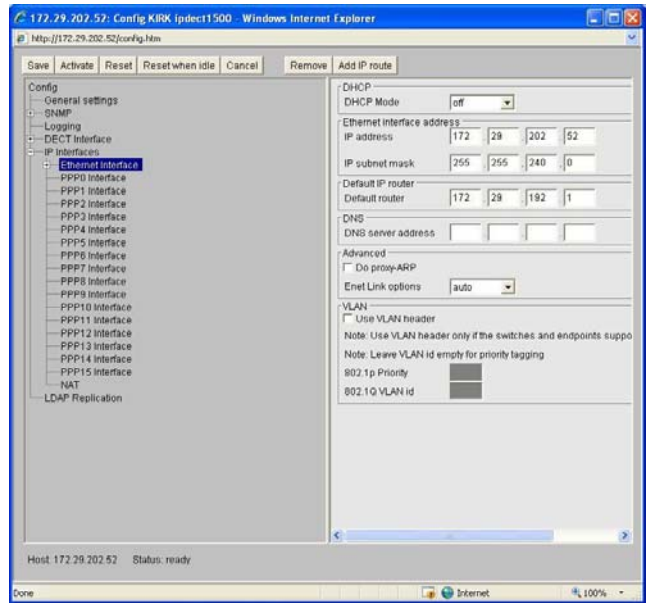 172.29.202.52: Config KIRK ipdect1500 - Windows Internet Explorer
http://172.29.202.52/config.htm
Save Activate Reset Reset when idle Cancel Remove Add IP route
Config
General settings
SNMP
Logging
DECT Interface
IP Interfaces
Ethernet Interface
PPP0 Interface
PPP1 Interface
PPP2 Interface
PPP3 Interface
PPP4 Interface
PPP5 Interface
PPP6 Interface
PPP7 Interface
PPP8 Interface
PPP9 Interface
PPP10 Interface
PPP11 Interface
PPP12 Interface
PPP13 Interface
PPP14 Interface
PPP15 Interface
NAT
LDAP Replication
DHCP
DHCP Mode off
Ethernet interface address
IP address 172 . 29 . 202 . 52
IP subnet mask 255 . 255 . 240 . 0
Default IP router
Default router 172 . 29 . 192 . 1
DNS
DNS server address . . .
Advanced
Do proxy-ARP
Enet Link options auto
VLAN
Use VLAN header
Note: Use VLAN header only if the switches and endpoints suppo
Note: Leave VLAN id empty for priority tagging
802.1p Priority
802.1Q VLAN id
Host: 172.29.202.52 Status: ready
Done Internet 100%